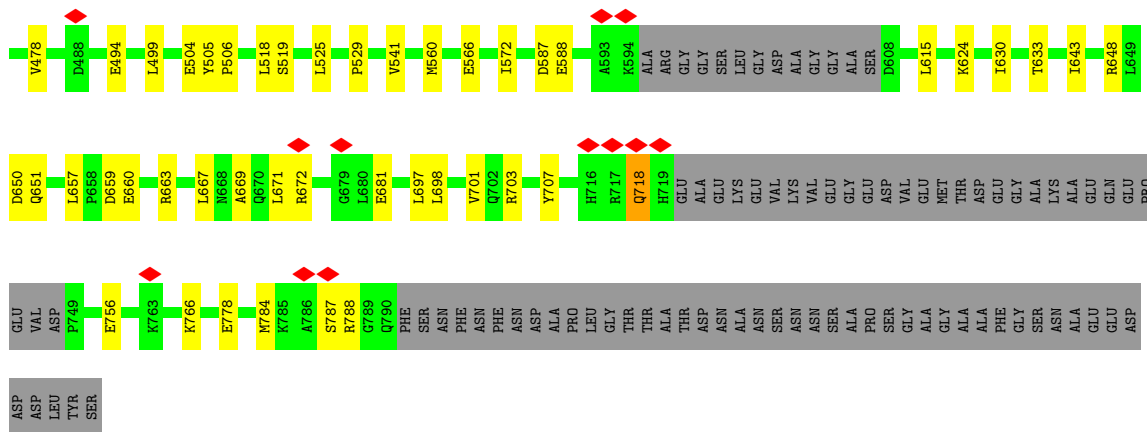 V478 D488 E494 L499 E504 Y505 P506 L518 S519 L525 P529 V541 M560 E566 I572 D587 E588 A593 K594 ALA ARG GLY GLY SER LEU GLY ASP ALA GLY GLY ALA SER D608 L615 K624 I630 T633 I643 R648 L649
D650 Q651 L657 P658 D659 E660 R663 L667 N668 A669 Q670 L671 R672 G679 L680 E681 L697 L698 V701 Q702 R703 Y707 H716 R717 Q718 H719 GLU ALA GLU LYS GLU VAL LYS VAL GLU GLY GLU ASP VAL GLU MET THR ASP GLU GLY ALA LYS ALA GLU GLN GLU PRO
GLU VAL ASP P749 E756 K763 K766 E778 M784 K785 A786 S787 R788 G789 Q790 PHE SER ASN PHE ASN PHE ASN ASP ALA PRO LEU GLY THR THR ALA THR ASP ASN ALA ASN SER ASN ASN SER ALA PRO SER GLY ALA GLY ALA ALA PHE GLY SER ASN ALA GLU GLU ASP
ASP ASP LEU TYR SER